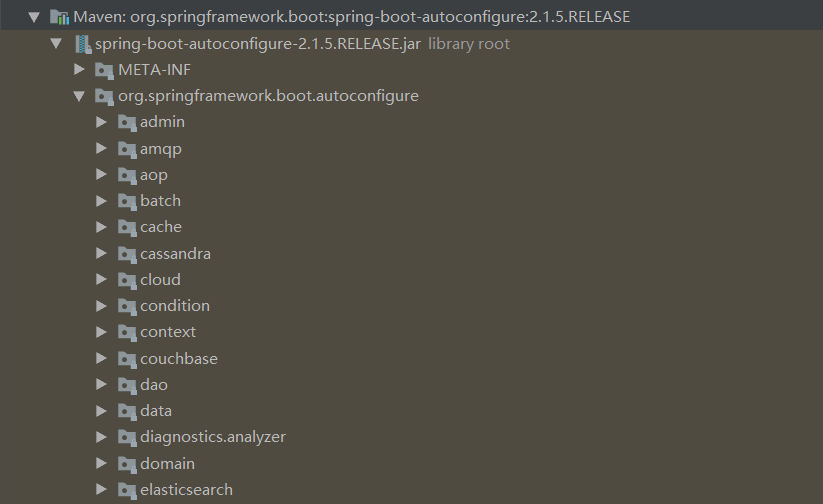 Maven: org.springframework.boot:spring-boot-autoconfigure:2.1.5.RELEASE
spring-boot-autoconfigure-2.1.5.RELEASE.jar library root
META-INF
org.springframework.boot.autoconfigure
admin
amqp
aop
batch
cache
cassandra
cloud
condition
context
couchbase
dao
data
diagnostics.analyzer
domain
elasticsearch